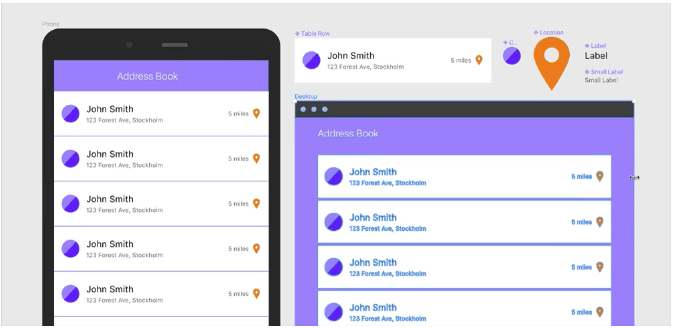 Phone
Address Book
John Smith
123 Forest Ave, Stockholm
5 miles
John Smith
123 Forest Ave, Stockholm
5 miles
John Smith
123 Forest Ave, Stockholm
5 miles
John Smith
123 Forest Ave, Stockholm
5 miles
John Smith
123 Forest Ave, Stockholm
5 miles
Table Row
John Smith
123 Forest Ave, Stockholm
5 miles
C...
Location
Label
Label
Small Label
Small Label
Desktop
Address Book
John Smith
123 Forest Ave, Stockholm
5 miles
John Smith
123 Forest Ave, Stockholm
5 miles
John Smith
123 Forest Ave, Stockholm
5 miles
John Smith
123 Forest Ave, Stockholm
5 miles